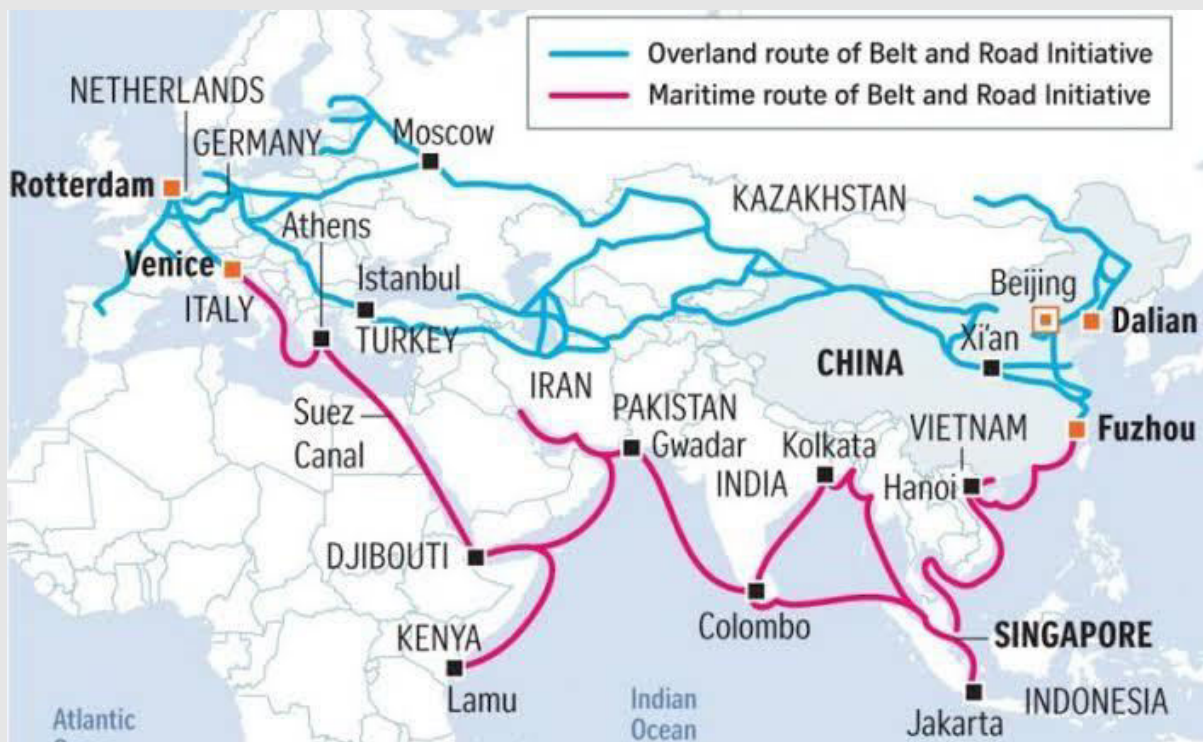 Overland route of Belt and Road Initiative
Maritime route of Belt and Road Initiative
NETHERLANDS
GERMANY
Moscow
Rotterdam
KAZAKHSTAN
Athens
Venice
Istanbul
Beijing
ITALY
TURKEY
Dalian
Xi'an
CHINA
IRAN
PAKISTAN
Suez
Canal
Gwadar
Kolkata
VIETNAM
Fuzhou
INDIA
Hanoi
DJIBOUTI
Colombo
SINGAPORE
KENYA
Lamu
INDONESIA
Indian
Ocean
Jakarta
Atlantic